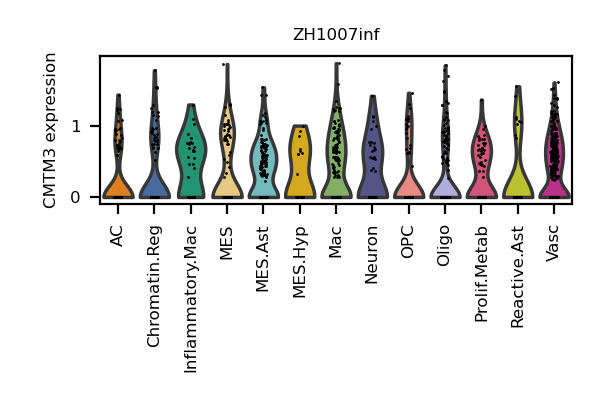 ZH1007inf
CMTM3 expression
1
0
AC
Chromatin.Reg
Inflammatory.Mac
MES
MES.Ast
MES.Hyp
Mac
Neuron
OPC
Oligo
Prolif.Metab
Reactive.Ast
Vasc